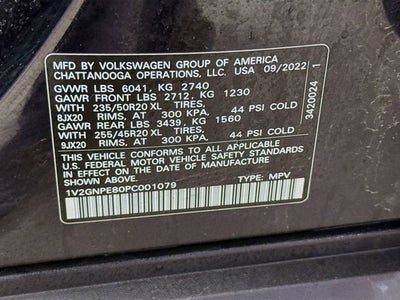 MFD BY VOLKSWAGEN GROUP OF AMERICA
CHATTANOOGA OPERATIONS, LLC. USA 09/2022
GVWR LBS 6041, KG 2740
GAWR FRONT LBS 2712, KG 1230
WITH 235/50R20 XL TIRES,
8JX20 RIMS, AT 300 KPA. 44 PSI COLD
GAWR REAR LBS 3439, KG 1560
WITH 255/45R20 XL TIRES,
9JX20 RIMS, AT 300 KPA. 44 PSI COLD
THIS VEHICLE CONFORMS TO ALL APPLICABLE
U.S. FEDERAL MOTOR VEHICLE SAFETY STANDARDS
IN EFFECT ON THE DATE OF MANUFACTURE
SHOWN ABOVE.
1V2GNPE80PC001079 TYPE: MPV
3420024 1